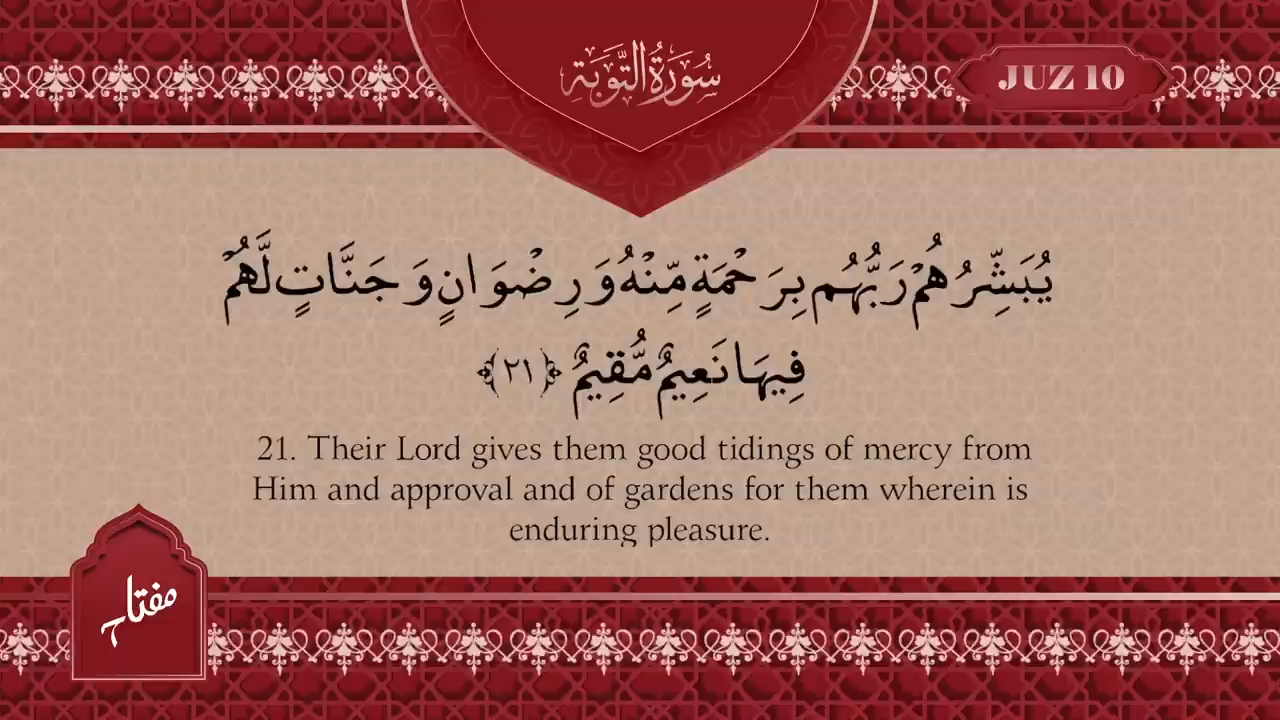 سُورَةُ التَّوْبَةِ
JUZ 10
يُبَشِّرُهُمْ رَبُّهُم بِرَحْمَةٍ مِّنْهُ وَرِضْوَانٍ وَجَنَّاتٍ لَّهُمْ
فِيهَا نَعِيمٌ مُّقِيمٌ ﴿٢١﴾
21. Their Lord gives them good tidings of mercy from
Him and approval and of gardens for them wherein is
enduring pleasure.
مفتاح